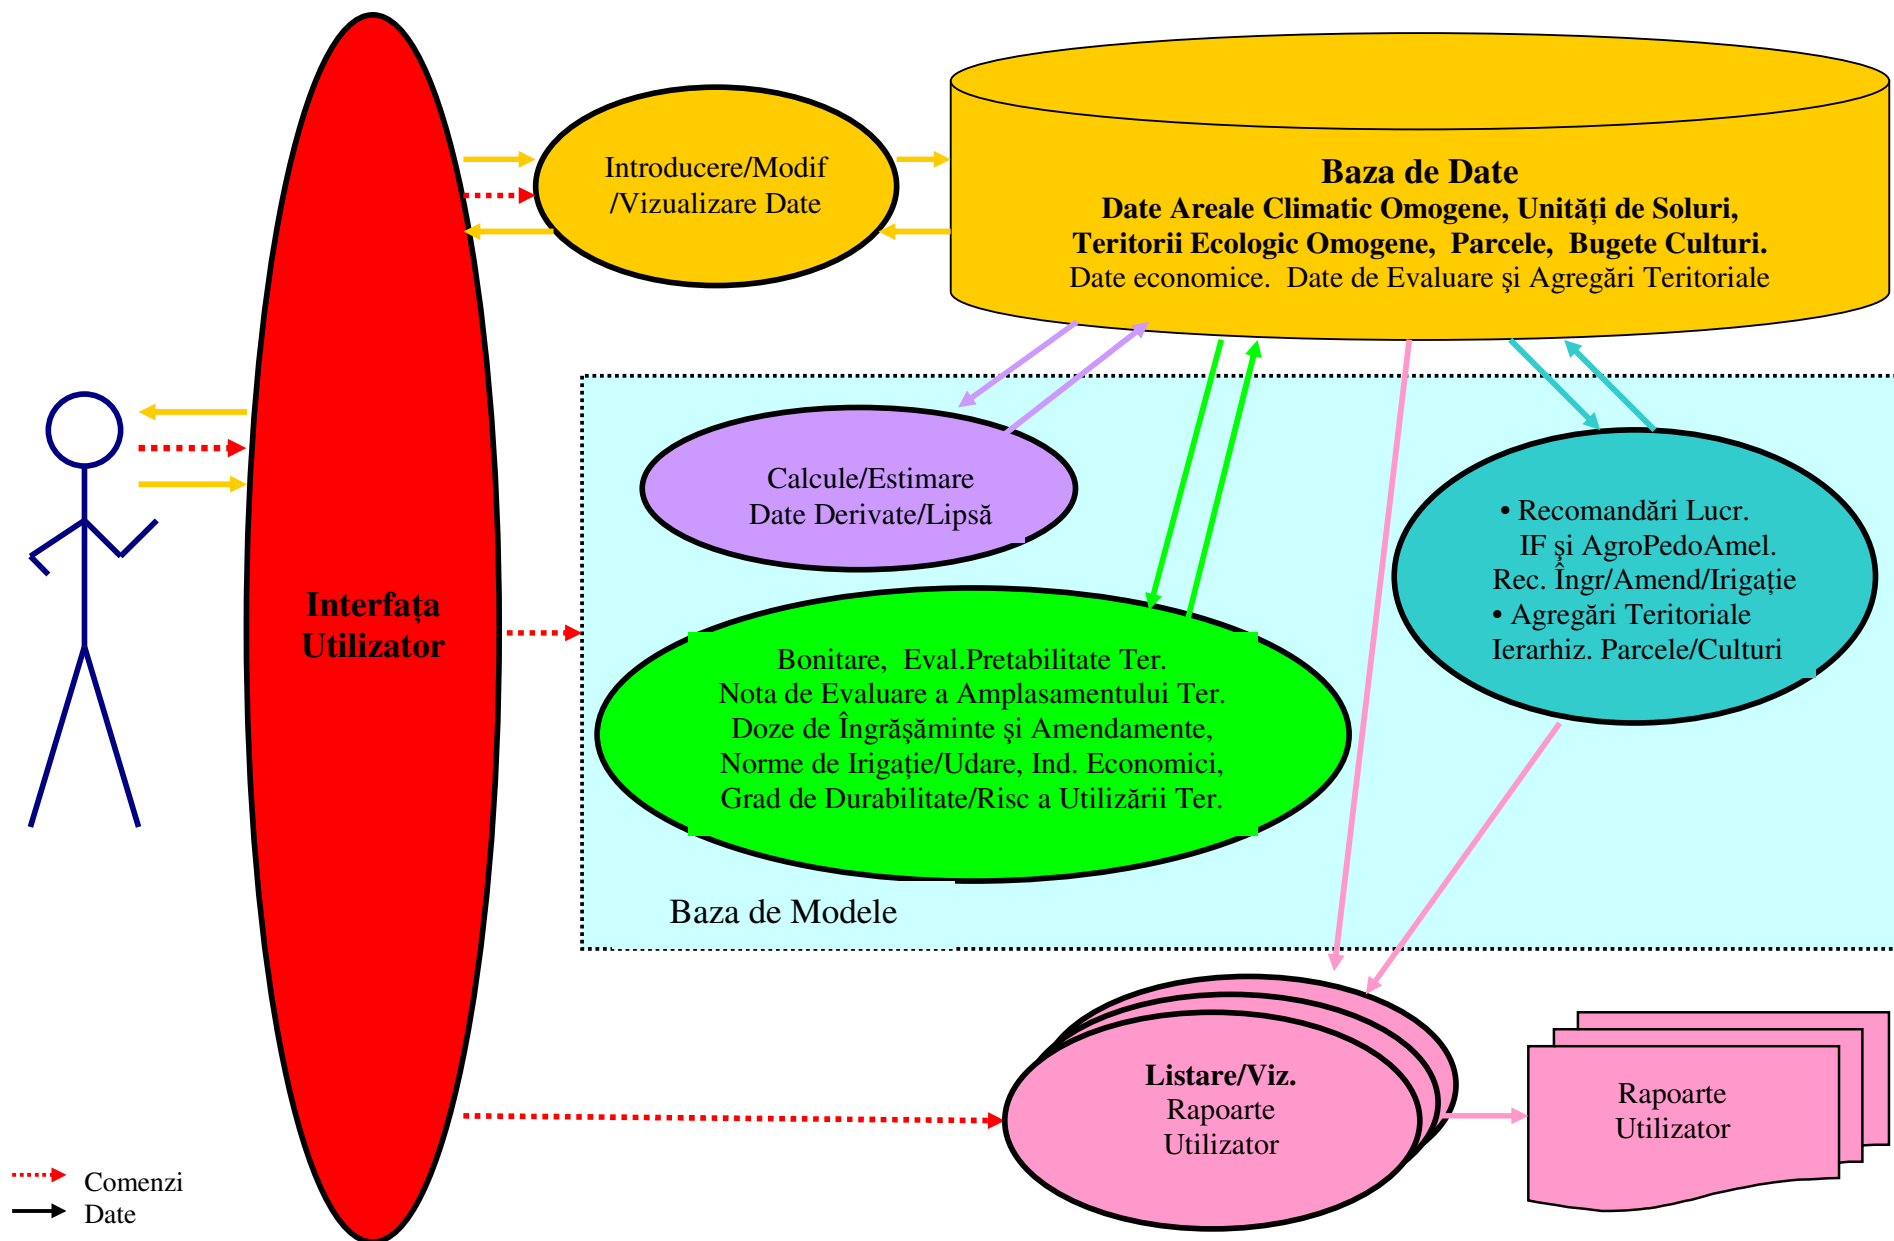 Introducere/Modif
/Vizualizare Date
Baza de Date
Date Areale Climatic Omogene, Unităţi de Soluri,
Teritorii Ecologic Omogene, Parcele, Bugete Culturi.
Date economice. Date de Evaluare şi Agregări Teritoriale
Interfaţa
Utilizator
Calcule/Estimare
Date Derivate/Lipsă
• Recomandări Lucr.
IF şi AgroPedoAmel.
Rec. Îngr/Amend/Irigaţie
• Agregări Teritoriale
Ierarhiz. Parcele/Culturi
Bonitare, Eval.Pretabilitate Ter.
Nota de Evaluare a Amplasamentului Ter.
Doze de Îngrăşăminte şi Amendamente,
Norme de Irigaţie/Udare, Ind. Economici,
Grad de Durabilitate/Risc a Utilizării Ter.
Baza de Modele
Listare/Viz.
Rapoarte
Utilizator
Rapoarte
Utilizator
Comenzi
Date